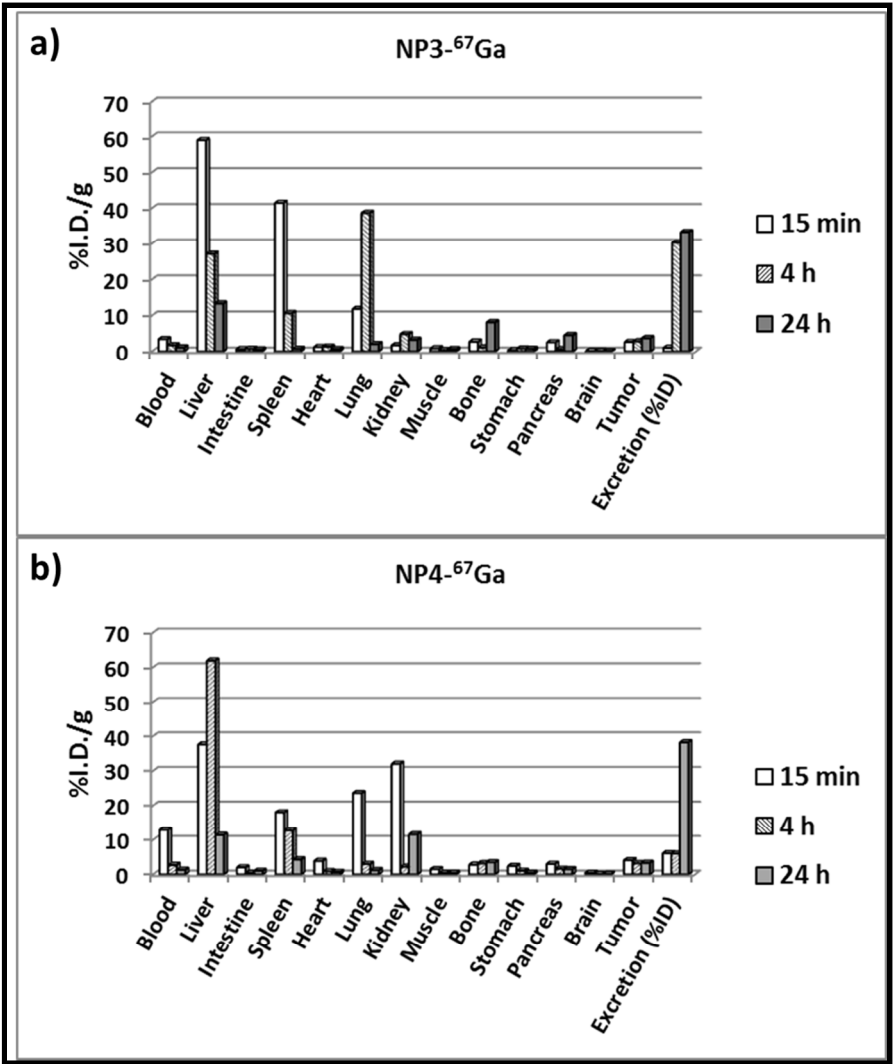 a)
NP3-⁶⁷Ga
%I.D./g
70
60
50
40
30
20
10
0
Blood
Liver
Intestine
Spleen
Heart
Lung
Kidney
Muscle
Bone
Stomach
Pancreas
Brain
Tumor
Excretion (%ID)
15 min
4 h
24 h
b)
NP4-⁶⁷Ga
%I.D./g
70
60
50
40
30
20
10
0
Blood
Liver
Intestine
Spleen
Heart
Lung
Kidney
Muscle
Bone
Stomach
Pancreas
Brain
Tumor
Excretion (%ID)
15 min
4 h
24 h